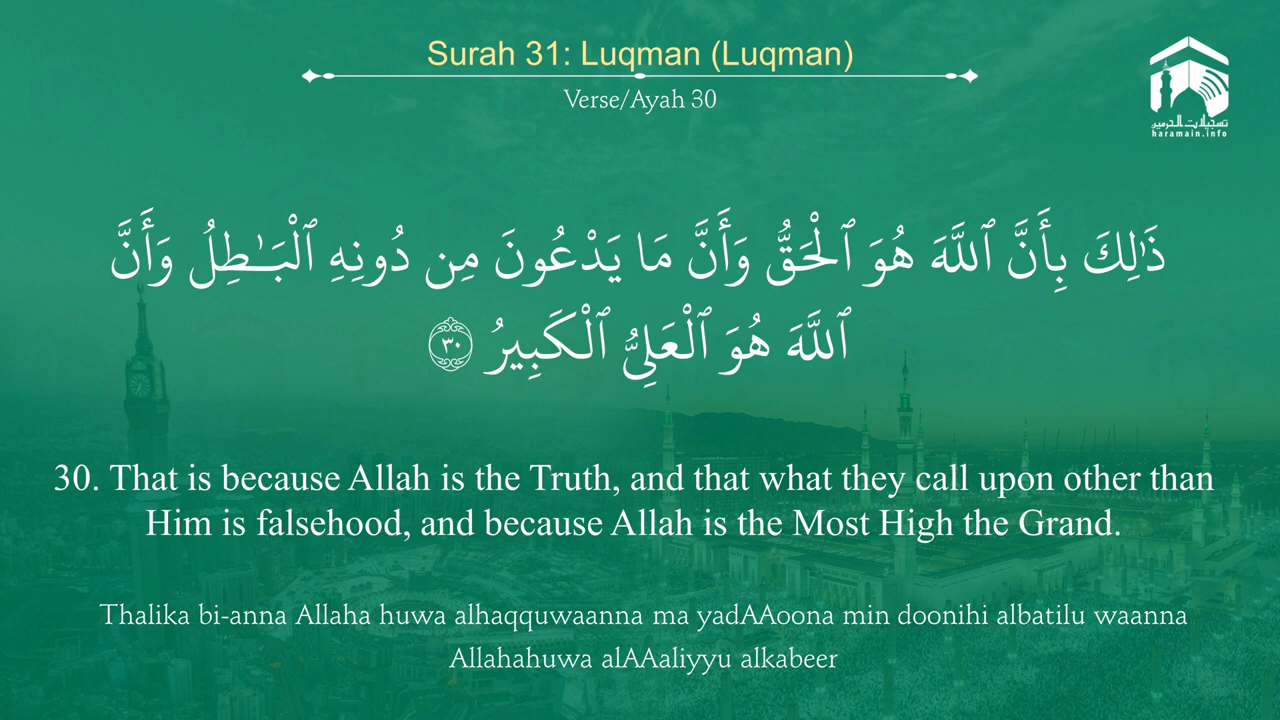 Surah 31: Luqman (Luqman)
Verse/Ayah 30
تسجيلات الحرمين
haramain.info
ذَٰلِكَ بِأَنَّ ٱللَّهَ هُوَ ٱلْحَقُّ وَأَنَّ مَا يَدْعُونَ مِن دُونِهِ ٱلْبَـٰطِلُ وَأَنَّ
ٱللَّهَ هُوَ ٱلْعَلِىُّ ٱلْكَبِيرُ ٣٠
30. That is because Allah is the Truth, and that what they call upon other than
Him is falsehood, and because Allah is the Most High the Grand.
Thalika bi-anna Allaha huwa alhaqquwaanna ma yadAAoona min doonihi albatilu waanna
Allahahuwa alAAaliyyu alkabeer